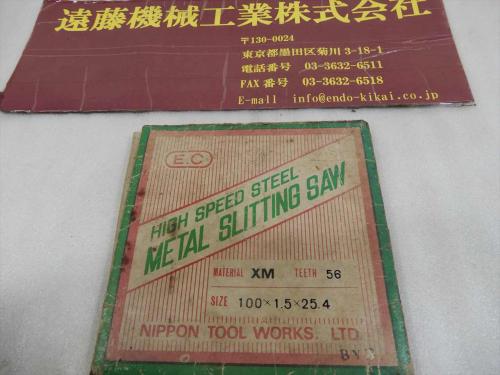 遠藤機械工業株式会社
〒130-0024
東京都墨田区菊川 3-18-1
電話番号 03-3632-6511
FAX番号 03-3632-6518
E-mall info@endo-kikai.co.jp
E.C
HIGH SPEED STEEL
METAL SLITTING SAW
MATERIAL XM TEETH 56
SIZE 100×1.5×25.4
NIPPON TOOL WORKS. LTD.